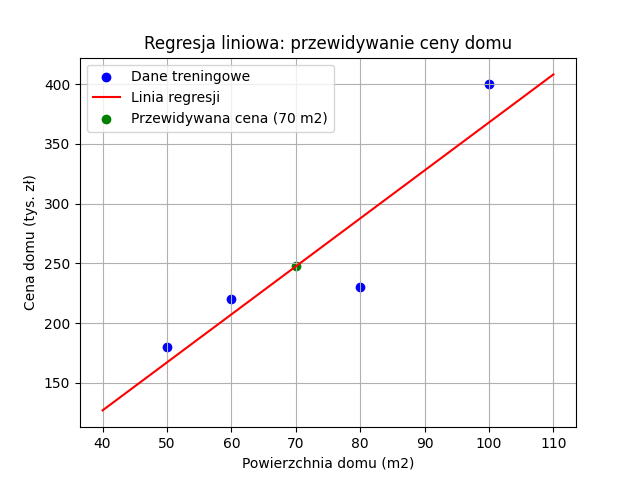 Regresja liniowa: przewidywanie ceny domu
Dane treningowe
Linia regresji
Przewidywana cena (70 m2)
Cena domu (tys. zł)
400
350
300
250
200
150
40 50 60 70 80 90 100 110
Powierzchnia domu (m2)